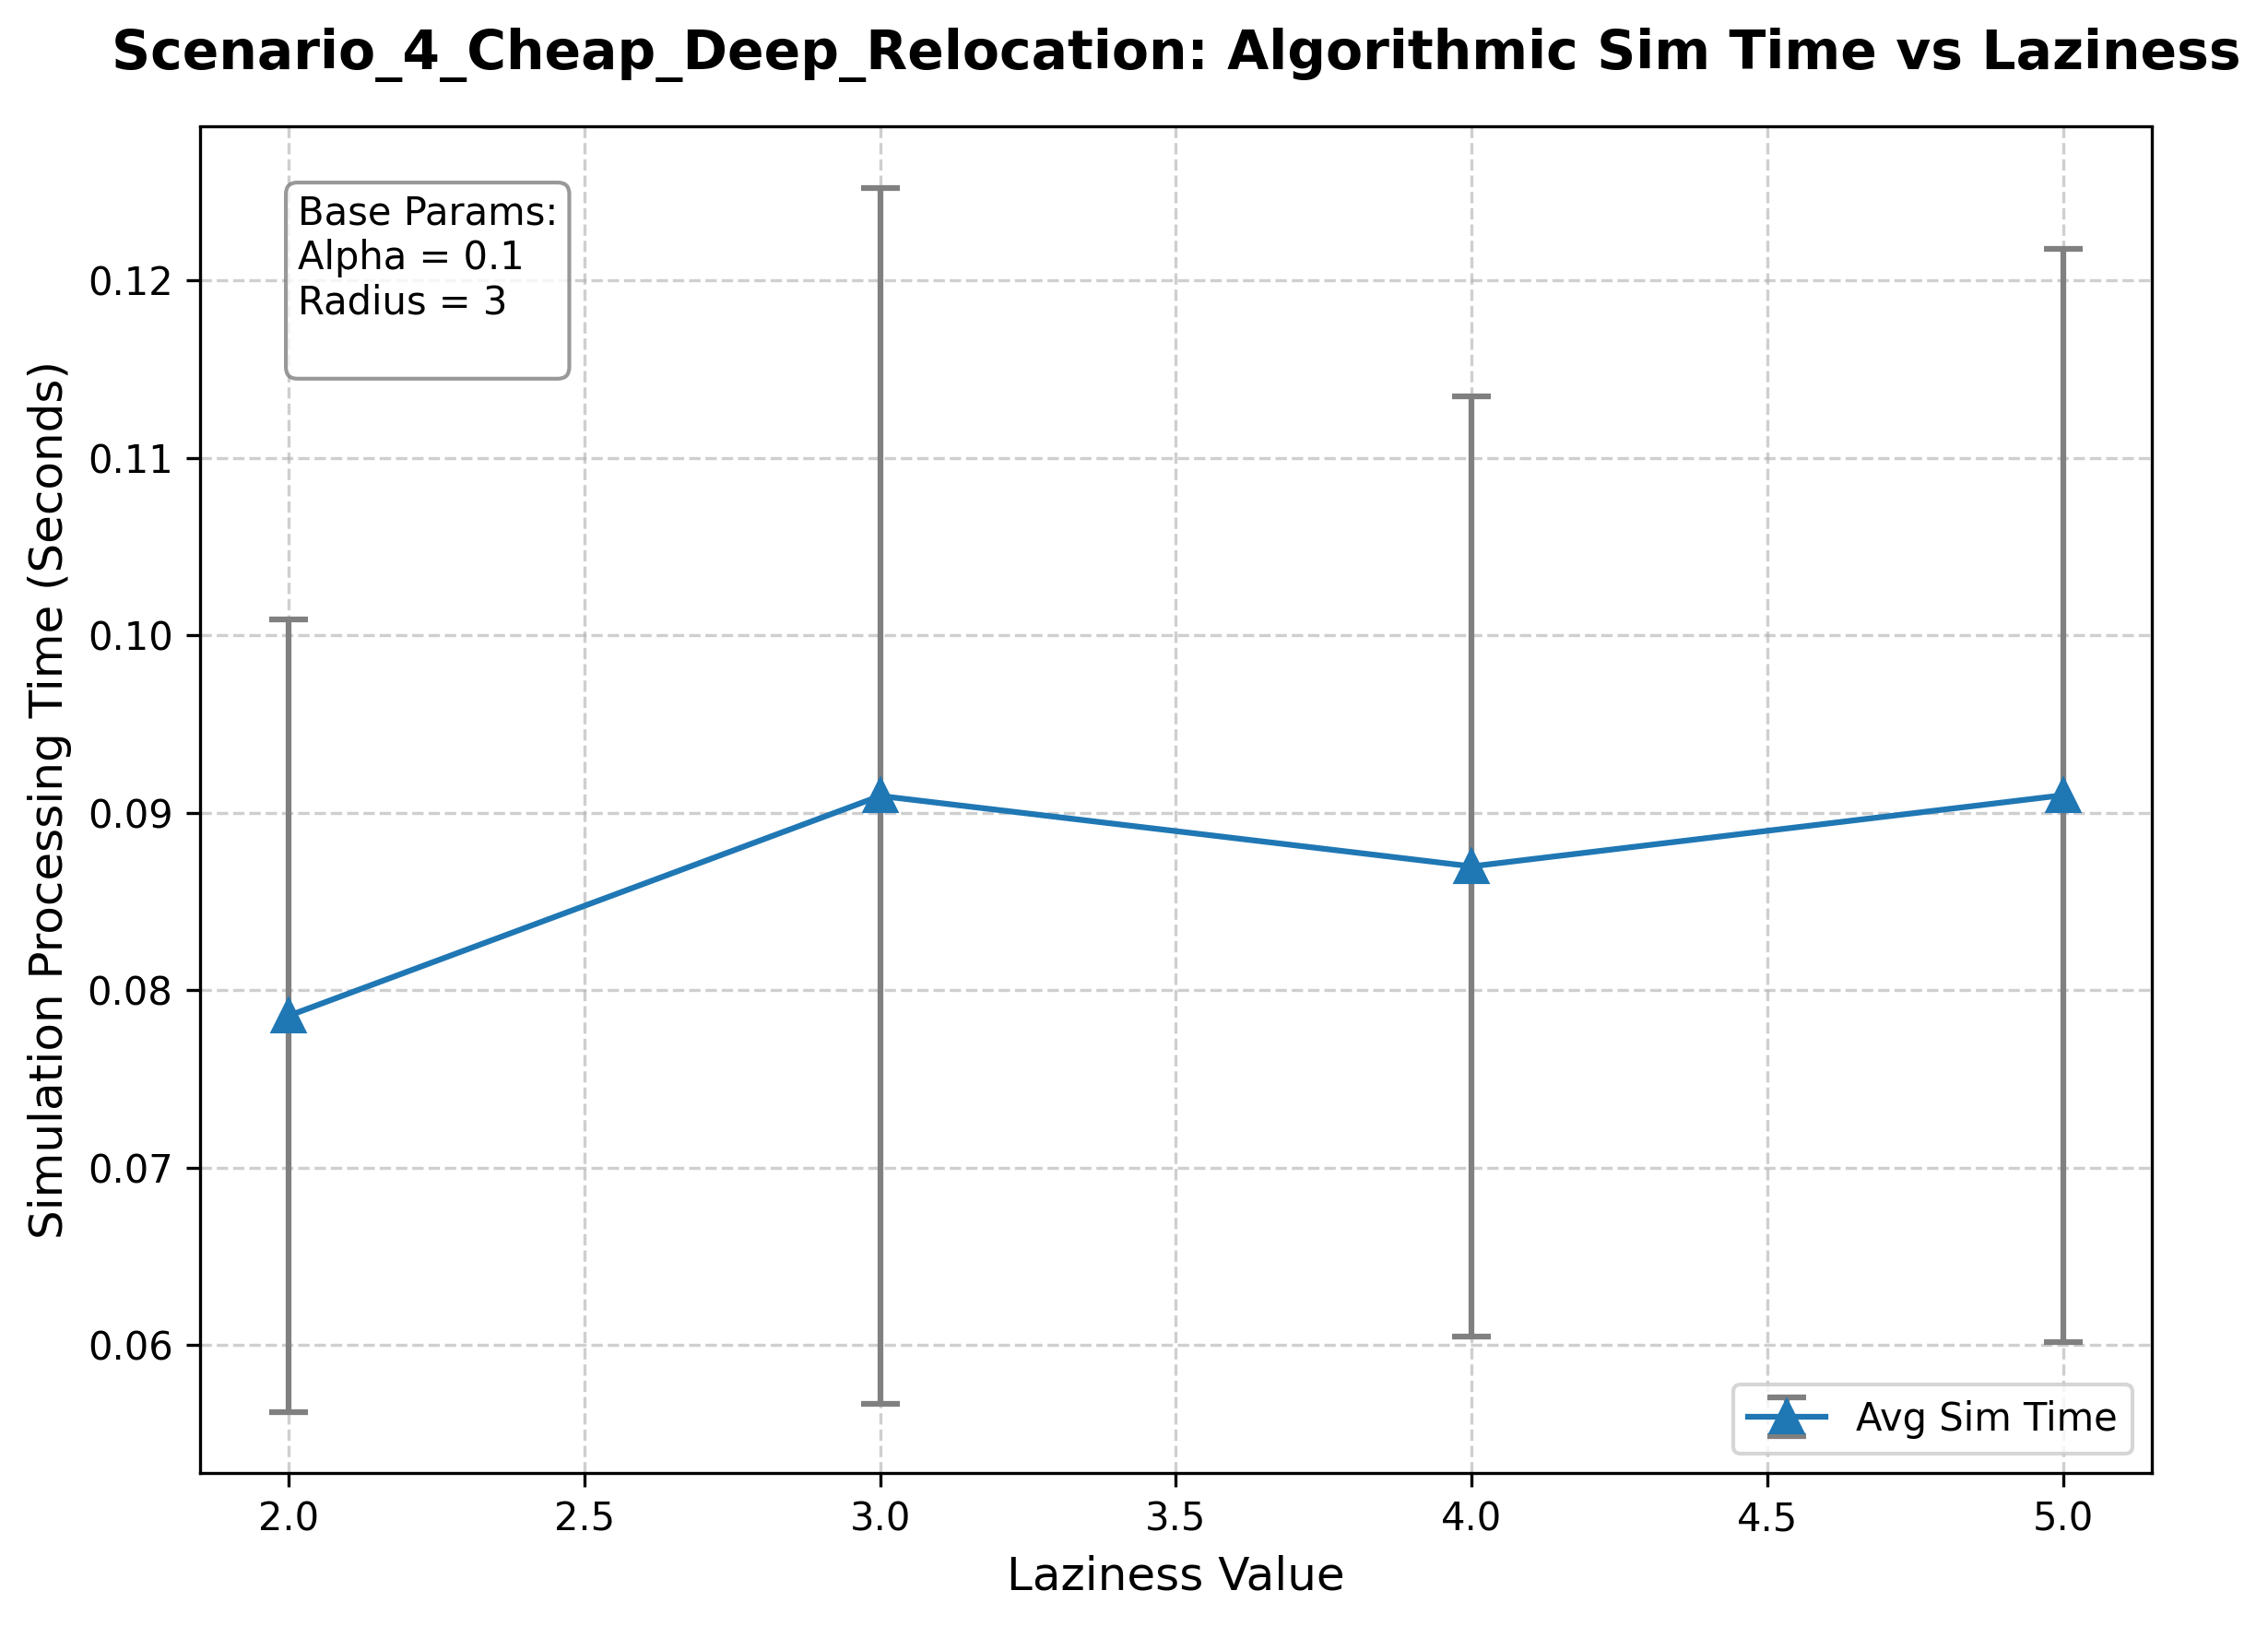 Scenario_4_Cheap_Deep_Relocation: Algorithmic Sim Time vs Laziness
Base Params:
Alpha = 0.1
Radius = 3
Simulation Processing Time (Seconds)
0.12
0.11
0.10
0.09
0.08
0.07
0.06
Avg Sim Time
2.0 2.5 3.0 3.5 4.0 4.5 5.0
Laziness Value